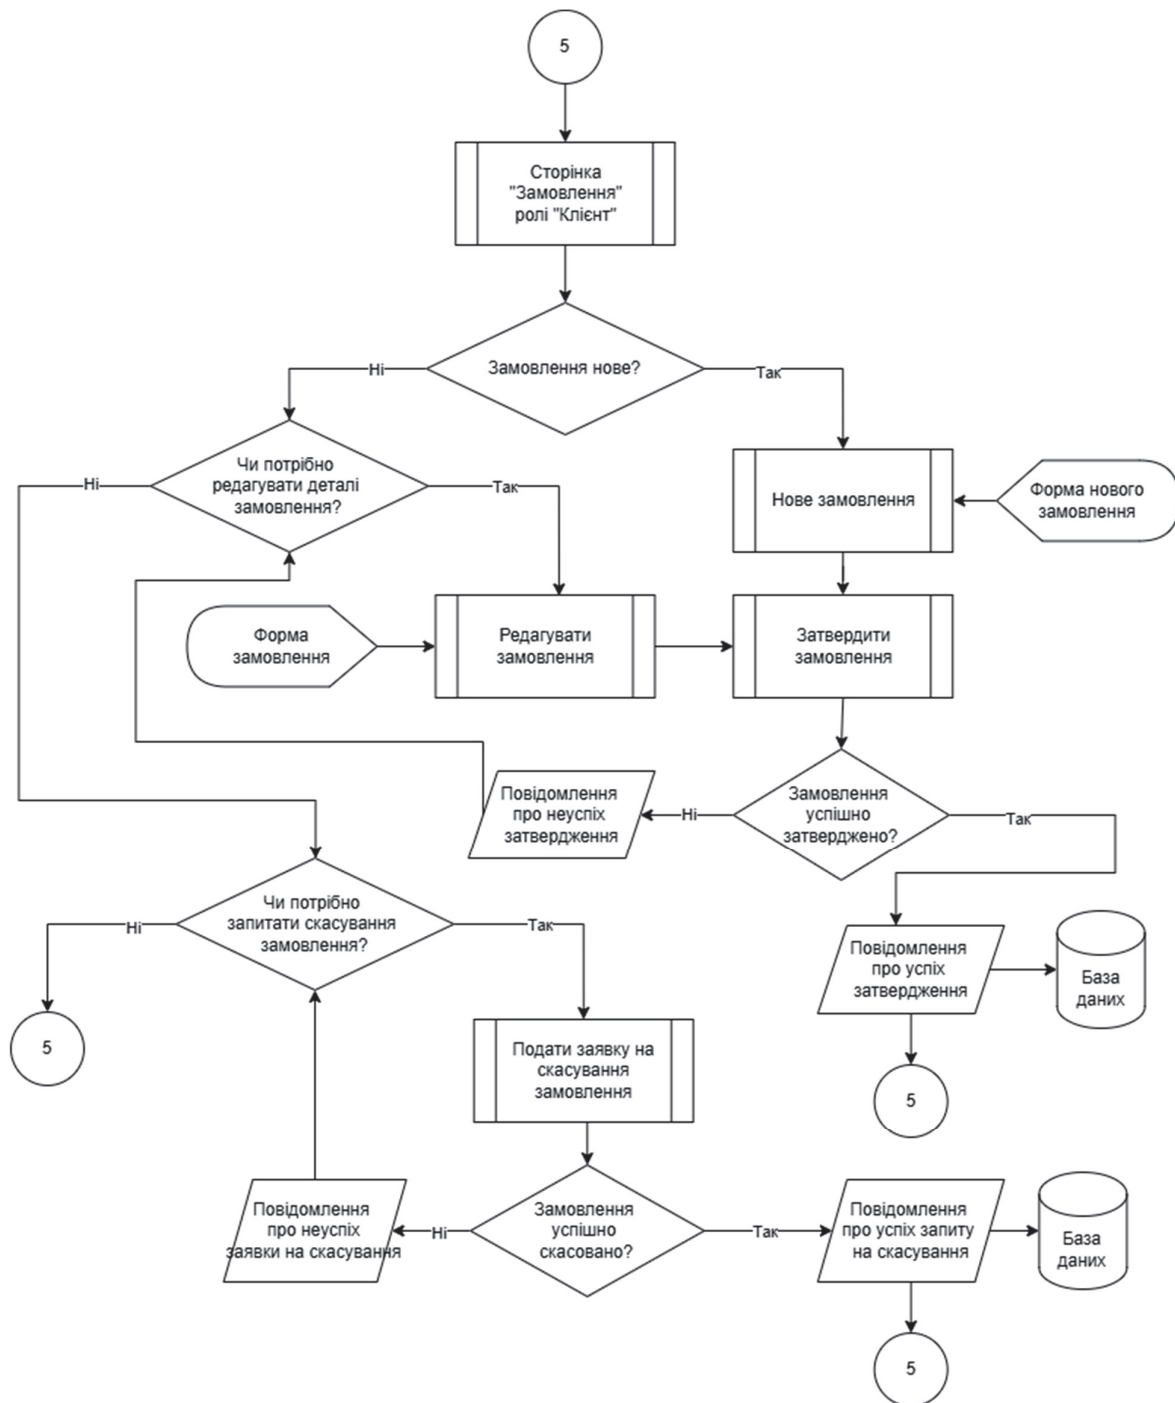 5
Сторінка
"Замовлення"
ролі "Клієнт"
Замовлення нове?
Ні
Так
Чи потрібно
редагувати деталі
замовлення?
Ні
Так
Нове замовлення
Форма нового
замовлення
Форма
замовлення
Редагувати
замовлення
Затвердити
замовлення
Повідомлення
про неуспіх
затвердження
Ні
Замовлення
успішно
затверджено?
Так
Чи потрібно
запитати скасування
замовлення?
Ні
Так
Повідомлення
про успіх
затвердження
База
даних
5
Подати заявку на
скасування
замовлення
5
Повідомлення
про неуспіх
заявки на скасування
Ні
Замовлення
успішно
скасовано?
Так
Повідомлення
про успіх запиту
на скасування
База
даних
5